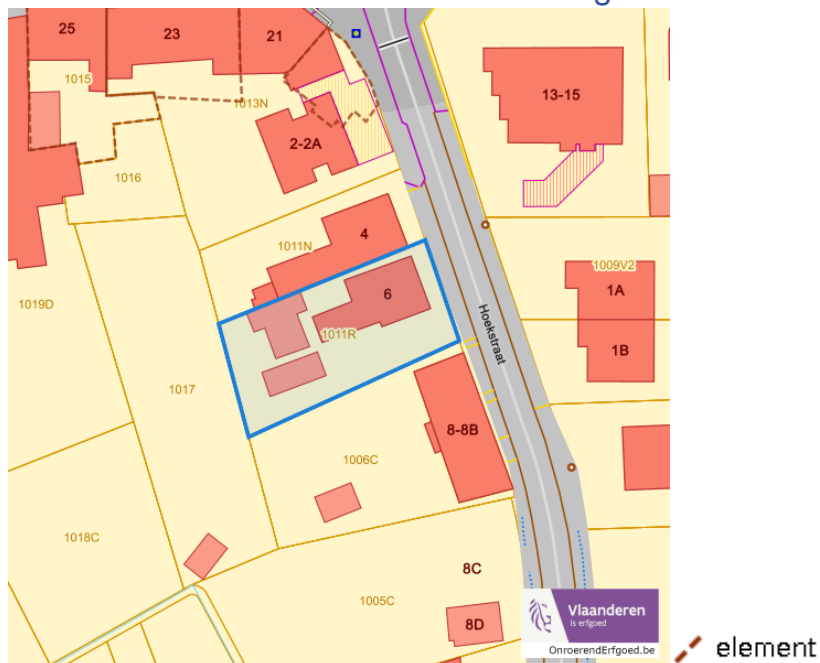 25
23
21
1015
1013N
2-2A
13-15
1016
4
1011N
1009V2
6
1A
1019D
1011R
Hoekstraat
1B
1017
8-8B
1006C
1018C
8C
1005C
8D
Vlaanderen
is erfgoed
OnroerendErfgoed.be
element